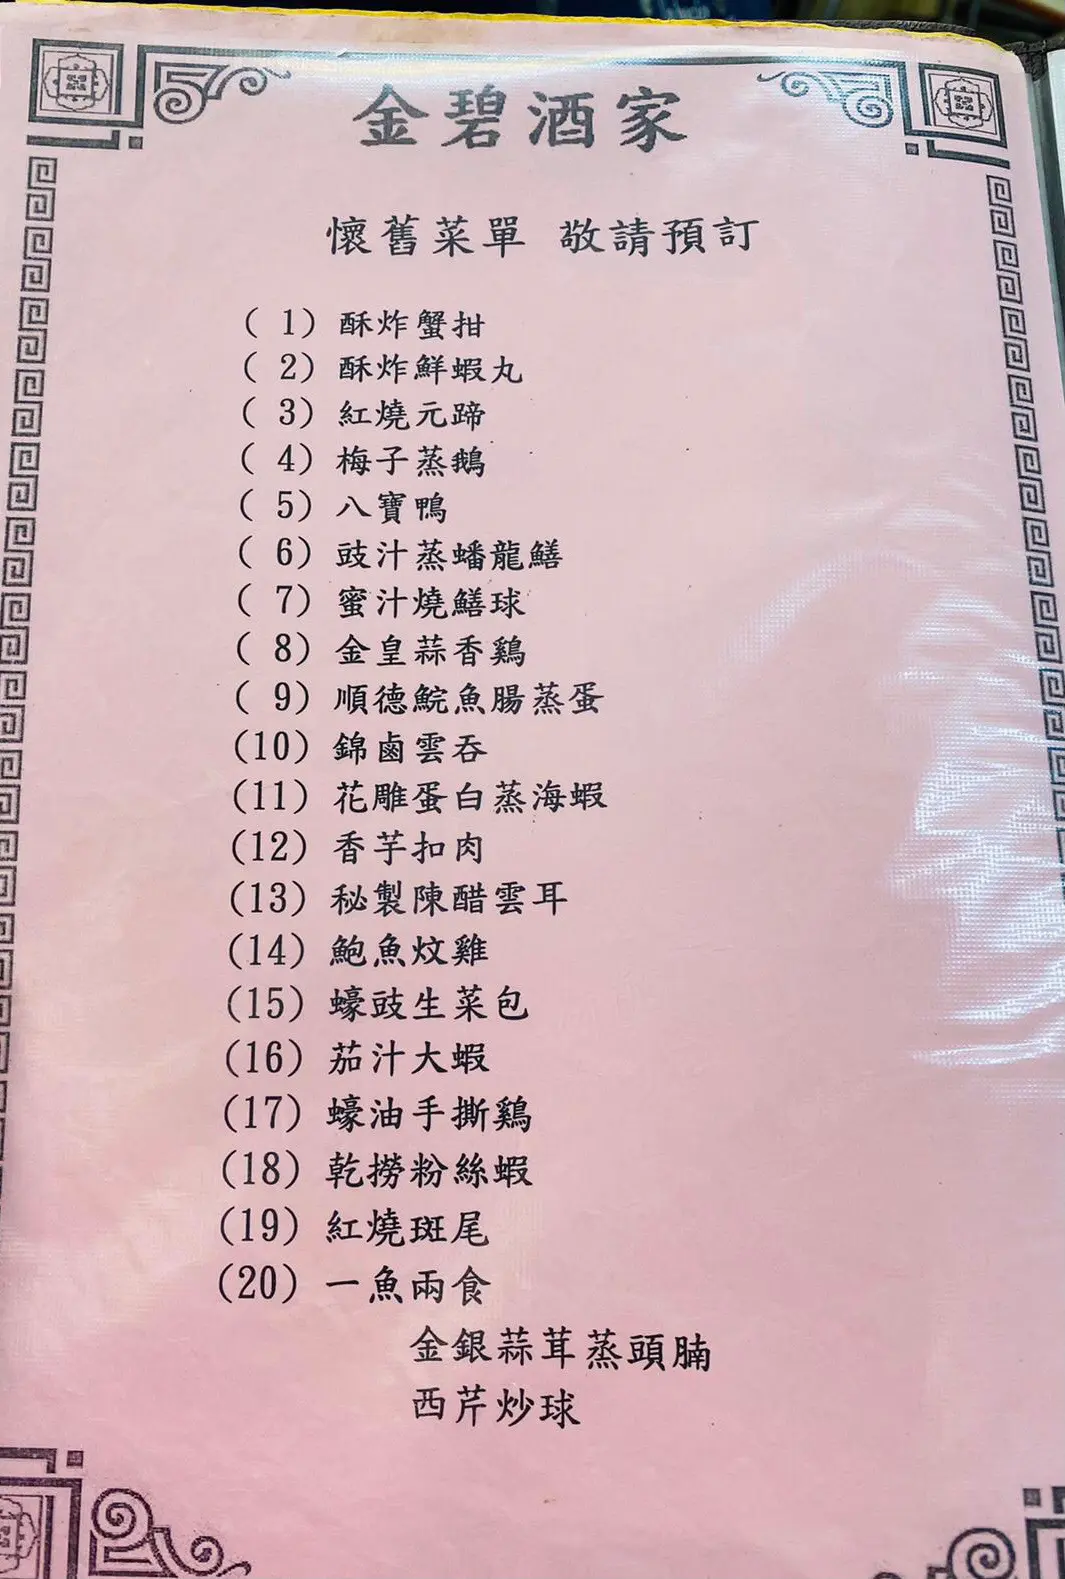 金碧酒家
懷舊菜單 敬請預訂
( 1) 酥炸蟹拑
( 2) 酥炸鮮蝦丸
( 3) 紅燒元蹄
( 4) 梅子蒸鵝
( 5) 八寶鴨
( 6) 豉汁蒸蟠龍鱔
( 7) 蜜汁燒鱔球
( 8) 金皇蒜香鷄
( 9) 順德鯇魚腸蒸蛋
(10) 錦鹵雲吞
(11) 花雕蛋白蒸海蝦
(12) 香芋扣肉
(13) 秘製陳醋雲耳
(14) 鮑魚炆雞
(15) 蠔豉生菜包
(16) 茄汁大蝦
(17) 蠔油手撕鷄
(18) 乾撈粉絲蝦
(19) 紅燒斑尾
(20) 一魚兩食
金銀蒜茸蒸頭腩
西芹炒球